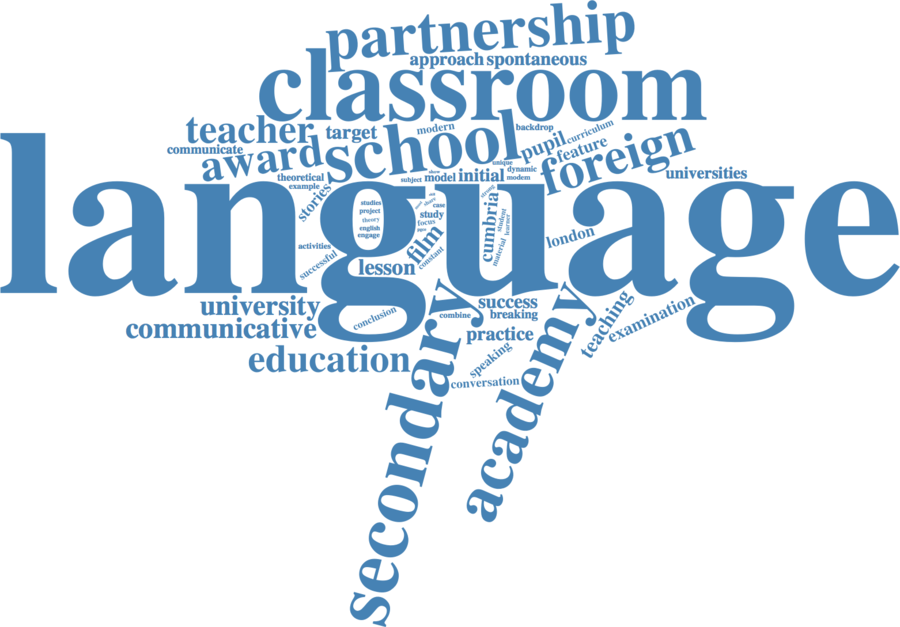 partnership
approach spontaneous
classroom
teacher
target
modern
backdrop
curriculum
communicate
award
school
pupil
feature
foreign
unique
dynamic
theoretical
example
subject
model
initial
modem
universities
language
stories
studies
project
theory
english
engage
case
study
focus
film
constant
strong
cumbria
student
learner
material
london
activities
successful
lesson
university
communicative
conclusion
education
secondary
combine
success
breaking
practice
speaking
conversation
academy
teaching
examination